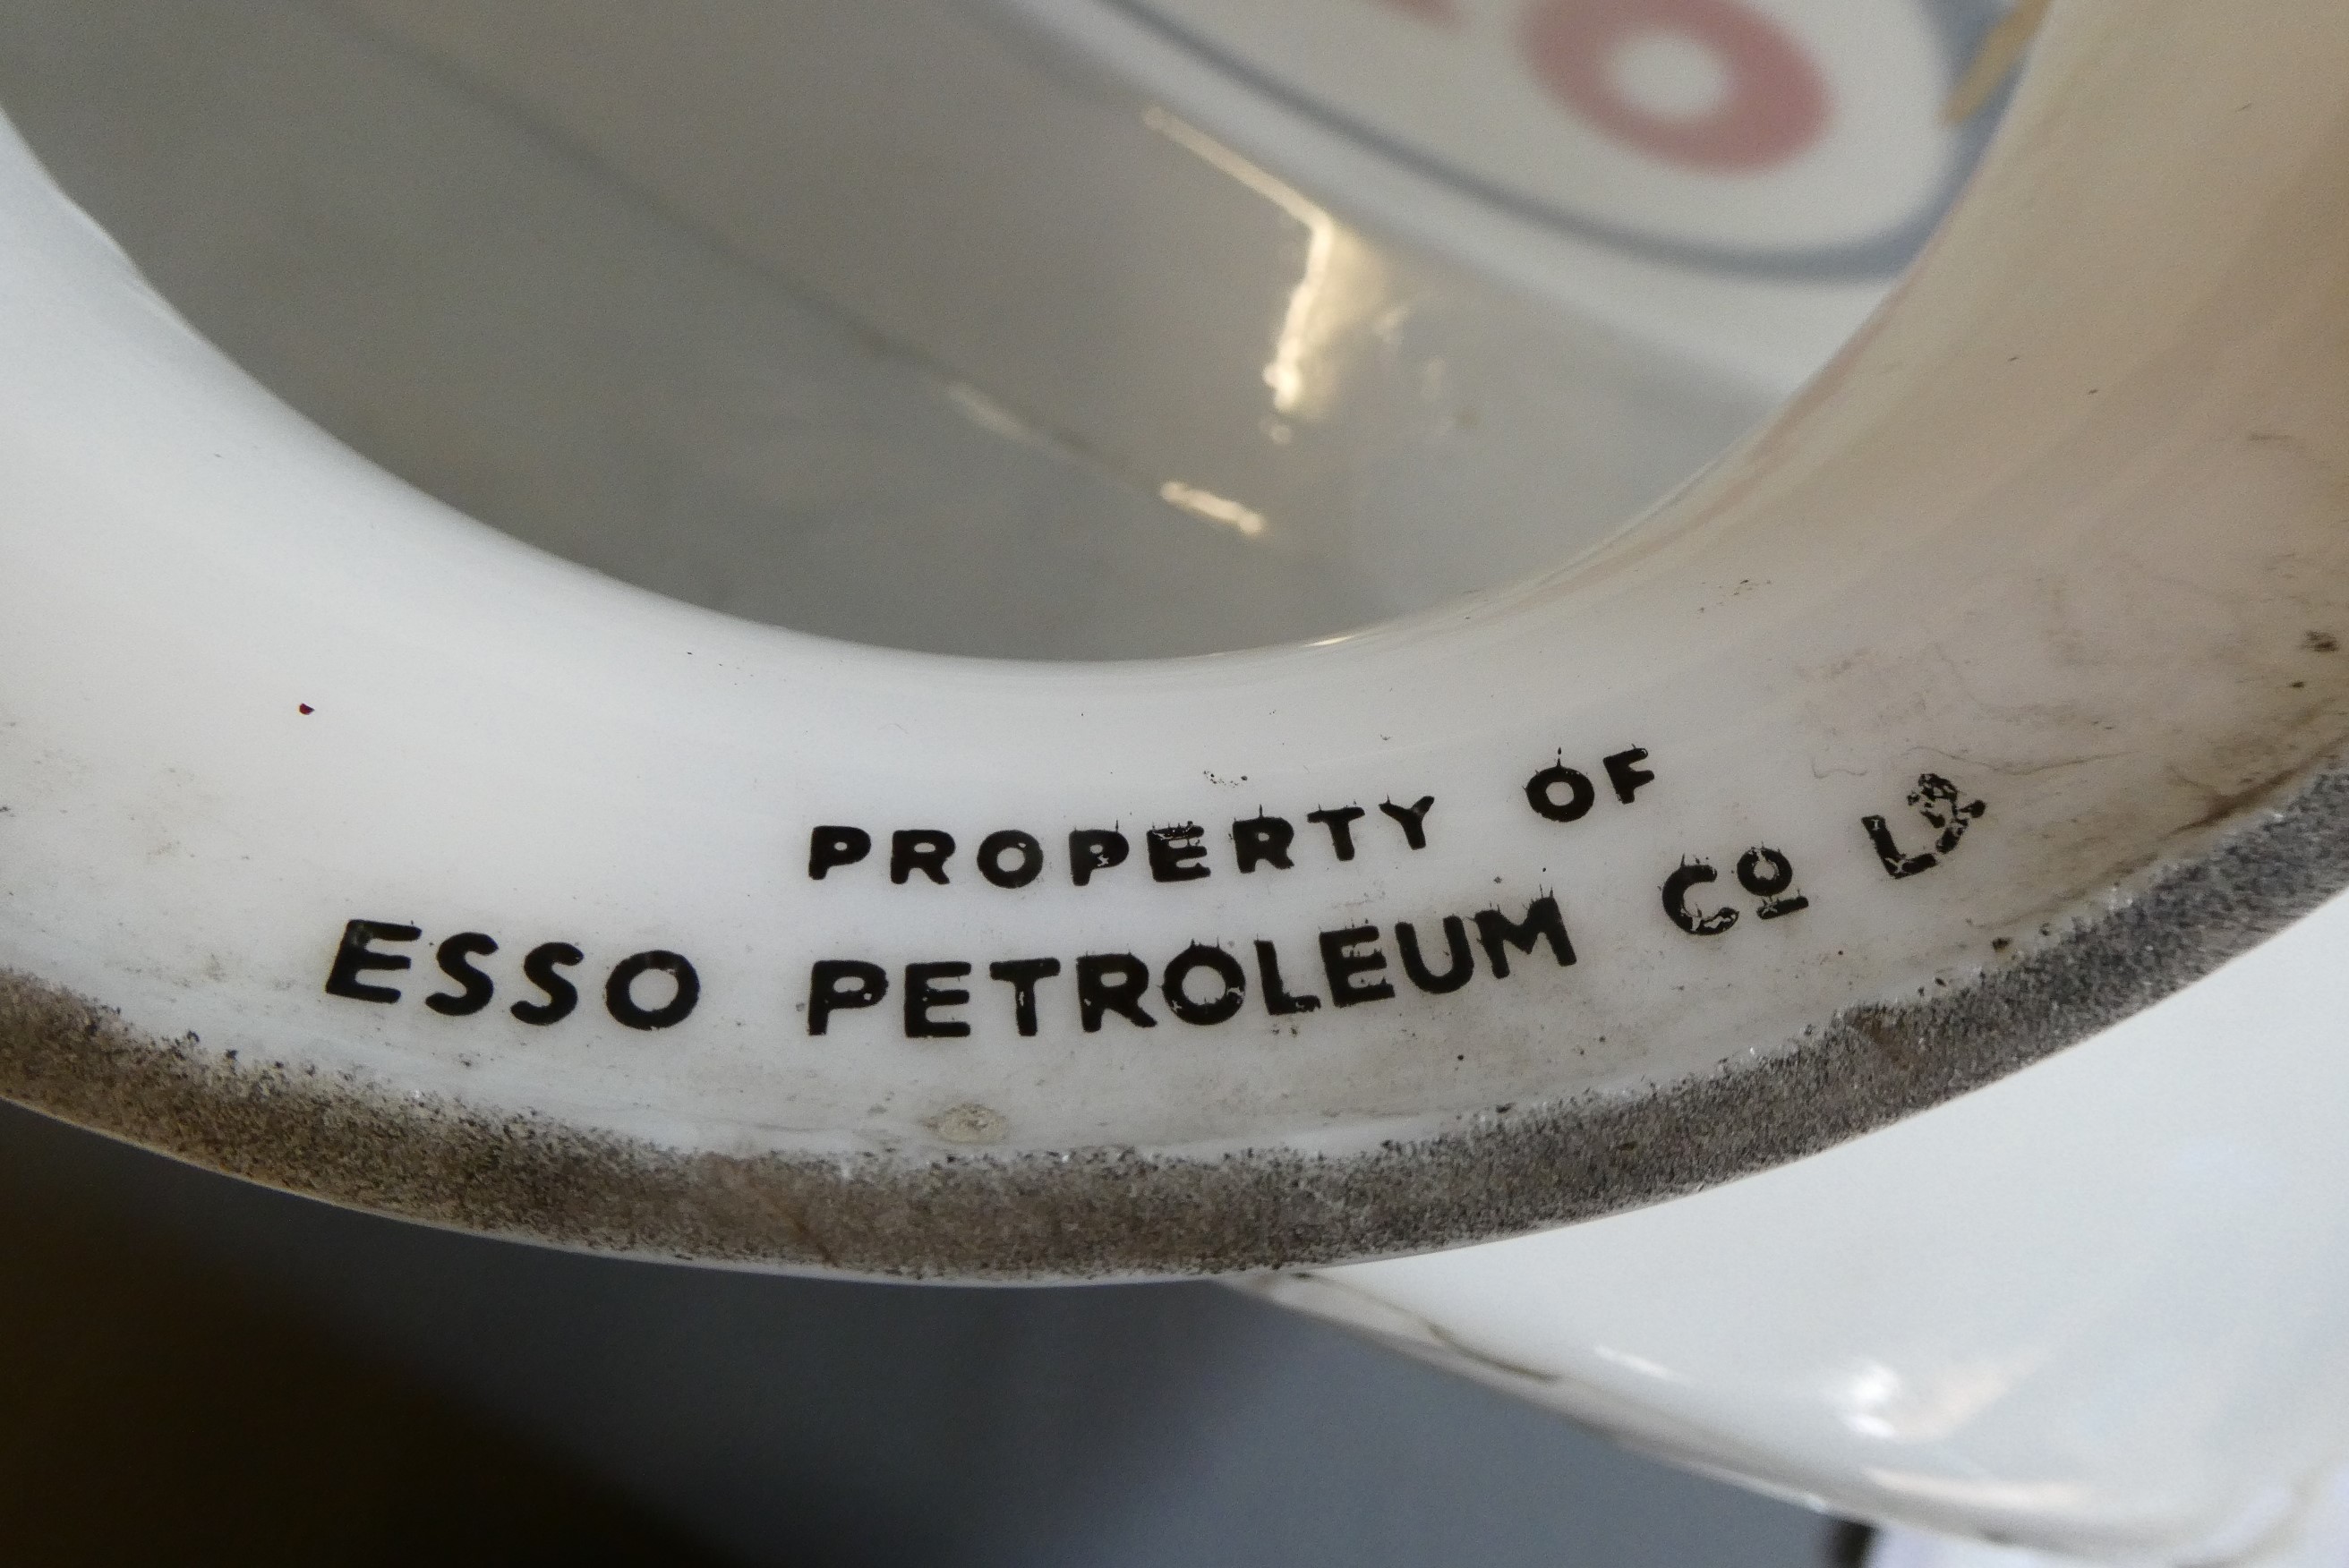 PROPERTY OF
ESSO PETROLEUM Cº Lᴰ